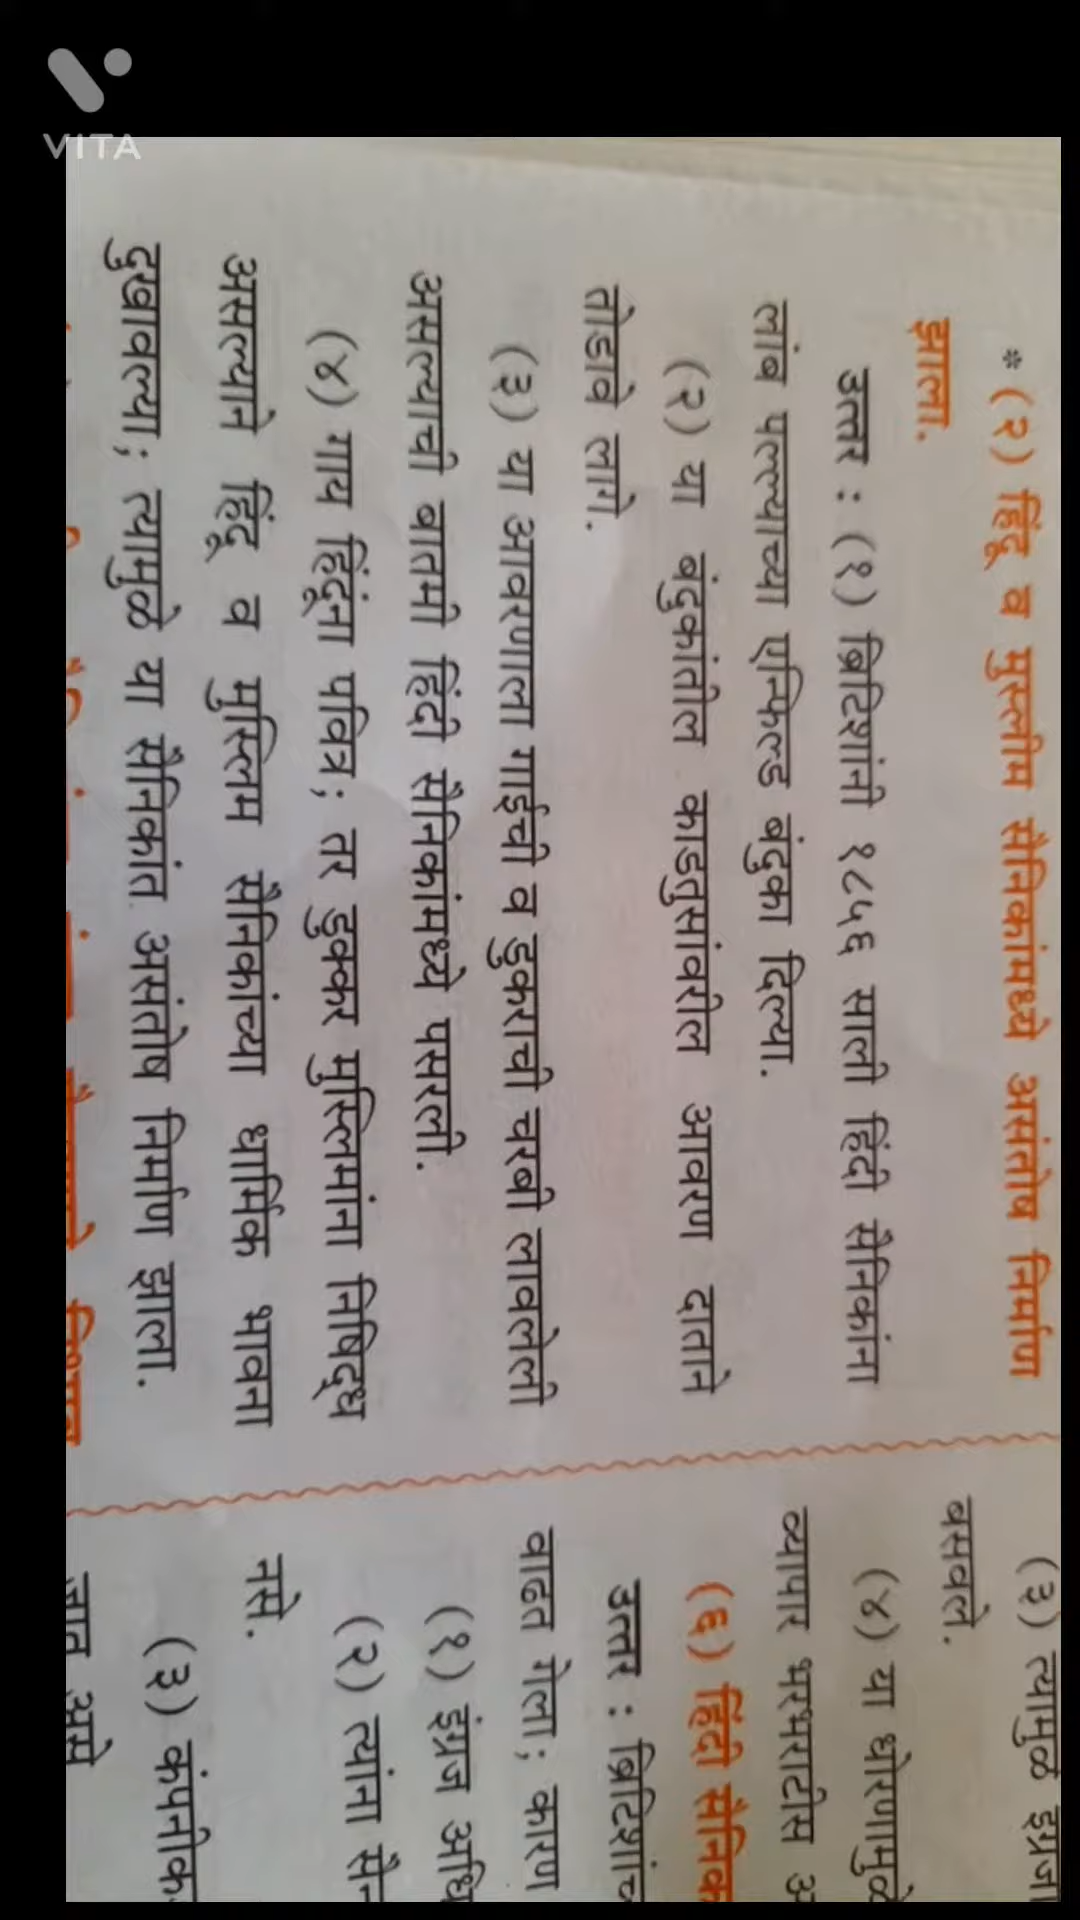 VITA
* (२) हिंदू व मुस्लीम सैनिकांमध्ये असंतोष निर्माण
झाला.
उत्तर : (१) ब्रिटिशांनी १८५६ साली हिंदी सैनिकांना
लांब पल्ल्याच्या एन्फिल्ड बंदुका दिल्या.
(२) या बंदुकांतील काडतुसांवरील आवरण दाताने
तोडावे लागे.
(३) या आवरणाला गाईची व डुकराची चरबी लावलेली
असल्याची बातमी हिंदी सैनिकांमध्ये पसरली.
(४) गाय हिंदूंना पवित्र; तर डुक्कर मुस्लिमांना निषिद्ध
असल्याने हिंदू व मुस्लिम सैनिकांच्या धार्मिक भावना
दुखावल्या; त्यामुळे या सैनिकांत असंतोष निर्माण झाला.
(३) त्यामुळे
बसवले.
(४) या धोरणामुळे
व्यापार भरभराटीस
(६) हिंदी
उत्तर :
वाढत गेला; कारण
(१) इंग्रज
(२) त्यांना
नसे.
(३)